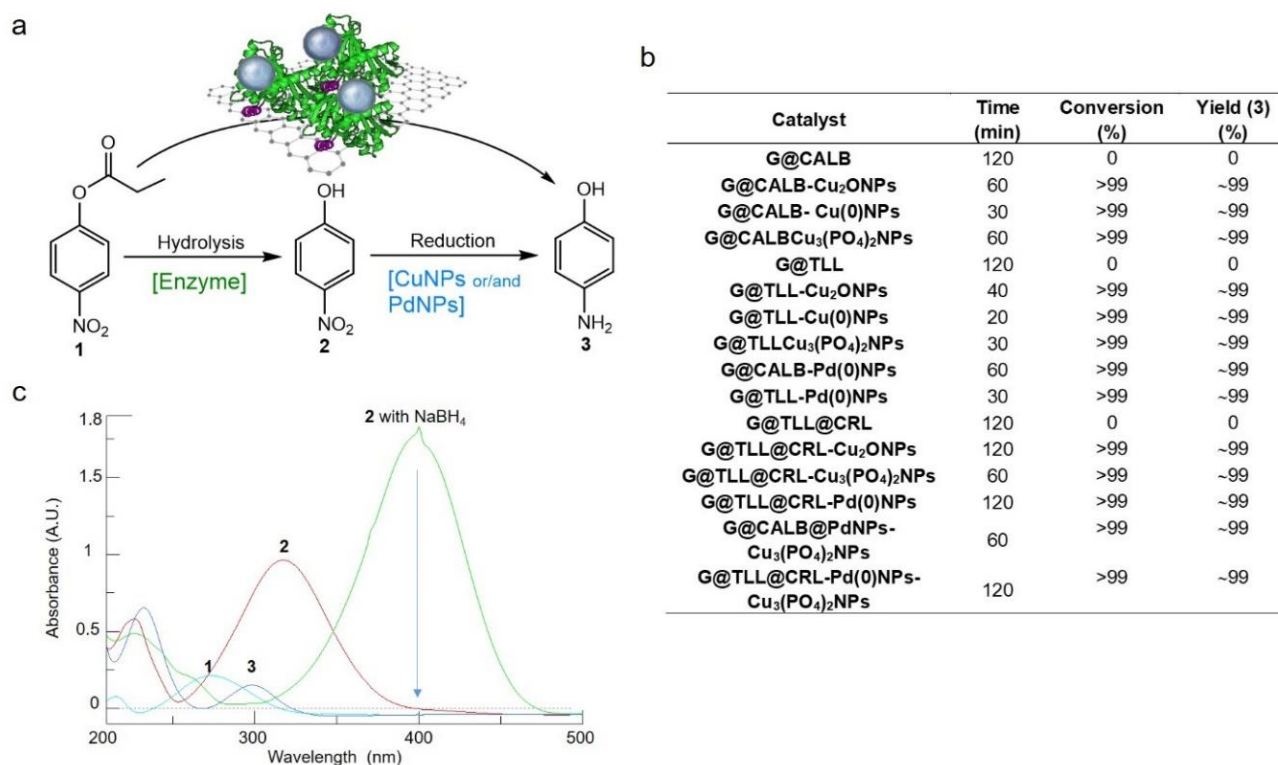 a
O
O
NO₂
1
Hydrolysis
[Enzyme]
OH
NO₂
2
Reduction
[CuNPs or/and
PdNPs]
OH
NH₂
3
b
Catalyst Time (min) Conversion (%) Yield (3) (%)
G@CALB 120 0 0
G@CALB-Cu₂ONPs 60 >99 ~99
G@CALB- Cu(0)NPs 30 >99 ~99
G@CALBCu₃(PO₄)₂NPs 60 >99 ~99
G@TLL 120 0 0
G@TLL-Cu₂ONPs 40 >99 ~99
G@TLL-Cu(0)NPs 20 >99 ~99
G@TLLCu₃(PO₄)₂NPs 30 >99 ~99
G@CALB-Pd(0)NPs 60 >99 ~99
G@TLL-Pd(0)NPs 30 >99 ~99
G@TLL@CRL 120 0 0
G@TLL@CRL-Cu₂ONPs 120 >99 ~99
G@TLL@CRL-Cu₃(PO₄)₂NPs 60 >99 ~99
G@TLL@CRL-Pd(0)NPs 120 >99 ~99
G@CALB@PdNPs-
Cu₃(PO₄)₂NPs 60 >99 ~99
G@TLL@CRL-Pd(0)NPs-
Cu₃(PO₄)₂NPs 120 >99 ~99
c
2 with NaBH₄
1.8
1.5
1
0.5
0
Absorbance (A.U.)
1
2
3
200 300 400 500
Wavelength (nm)